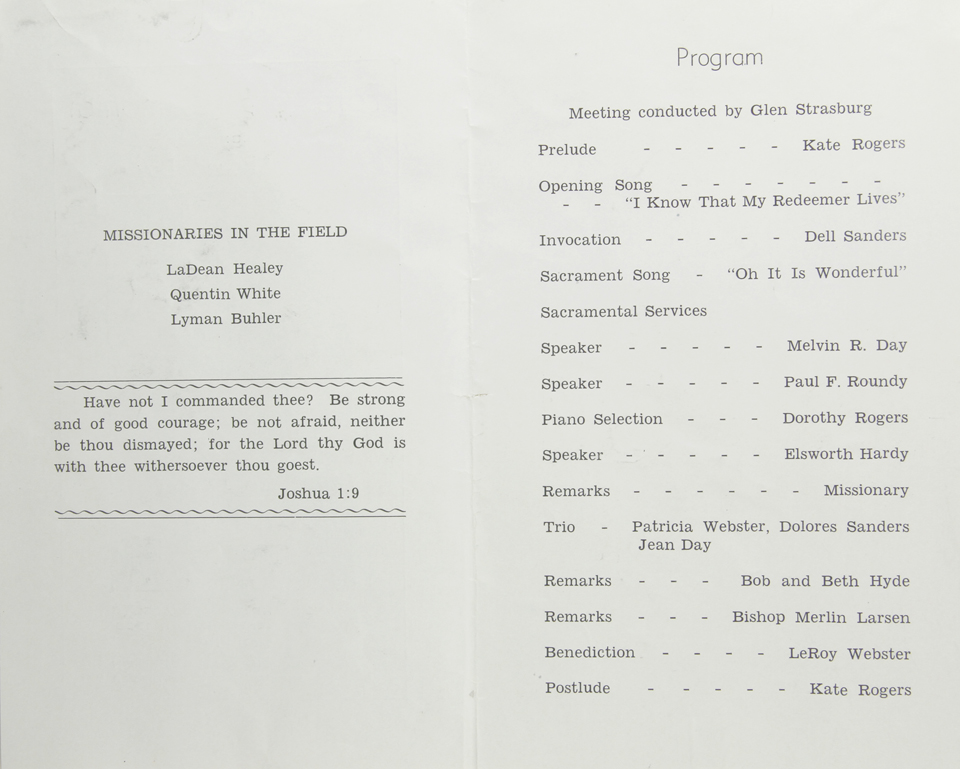 MISSIONARIES IN THE FIELD
LaDean Healey
Quentin White
Lyman Buhler
Have not I commanded thee? Be strong
and of good courage; be not afraid, neither
be thou dismayed; for the Lord thy God is
with thee withersoever thou goest.
Joshua 1:9
Program
Meeting conducted by Glen Strasburg
Prelude - - - - - Kate Rogers
Opening Song - - - - - - -
- - "I Know That My Redeemer Lives"
Invocation - - - - - Dell Sanders
Sacrament Song - "Oh It Is Wonderful"
Sacramental Services
Speaker - - - - - Melvin R. Day
Speaker - - - - - Paul F. Roundy
Piano Selection - - - Dorothy Rogers
Speaker - - - - - Elsworth Hardy
Remarks - - - - - - Missionary
Trio - Patricia Webster, Dolores Sanders
Jean Day
Remarks - - - Bob and Beth Hyde
Remarks - - - Bishop Merlin Larsen
Benediction - - - - LeRoy Webster
Postlude - - - - - Kate Rogers